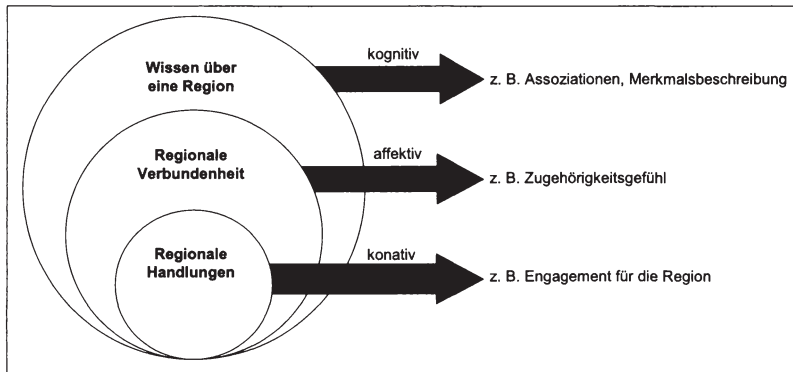 Wissen über
eine Region
kognitiv
z. B. Assoziationen, Merkmalsbeschreibung
Regionale
Verbundenheit
affektiv
z. B. Zugehörigkeitsgefühl
Regionale
Handlungen
konativ
z. B. Engagement für die Region